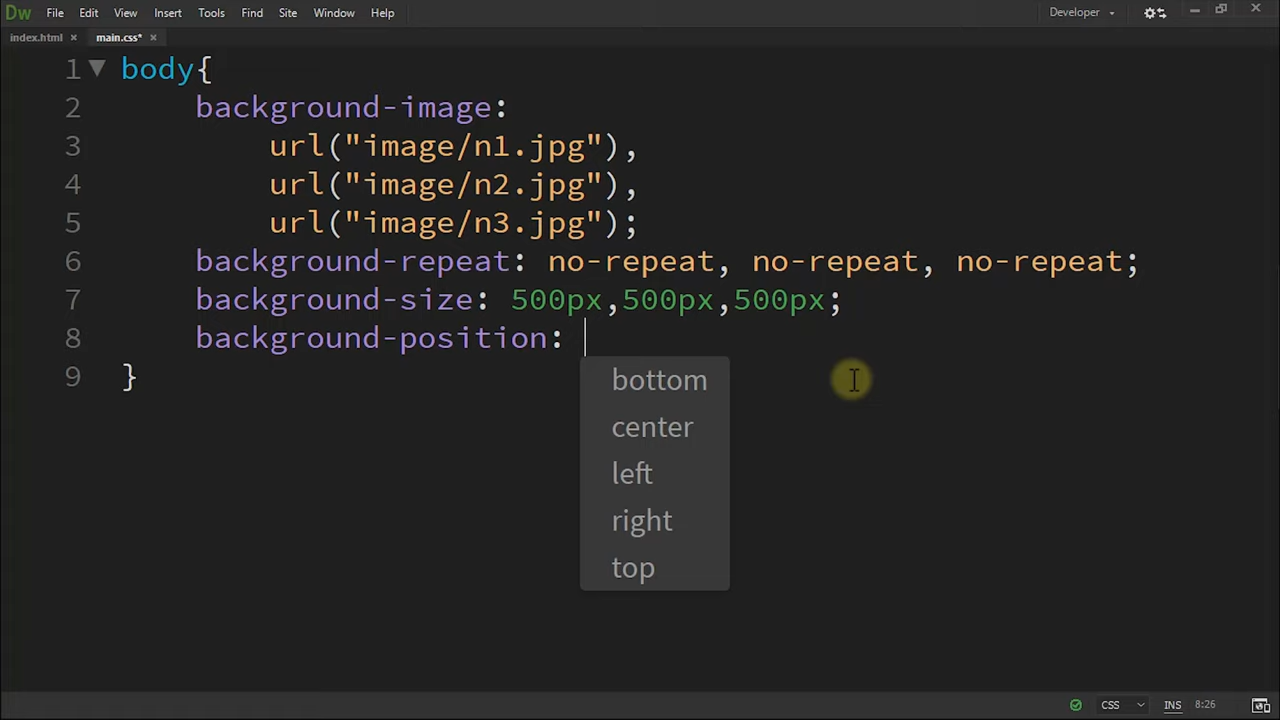 Dw File Edit View Insert Tools Find Site Window Help Developer
index.html × main.css* ×
1 body{
2 background-image:
3 url("image/n1.jpg"),
4 url("image/n2.jpg"),
5 url("image/n3.jpg");
6 background-repeat: no-repeat, no-repeat, no-repeat;
7 background-size: 500px,500px,500px;
8 background-position:
9 }
bottom
center
left
right
top
CSS INS 8:26